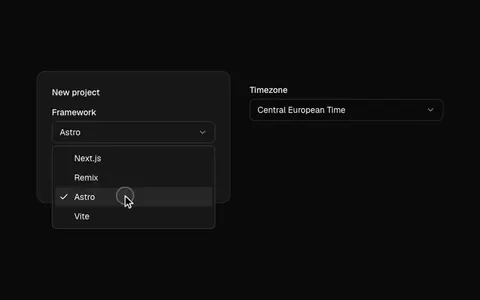 New project
Framework
Astro
Next.js
Remix
Astro
Vite
Timezone
Central European Time